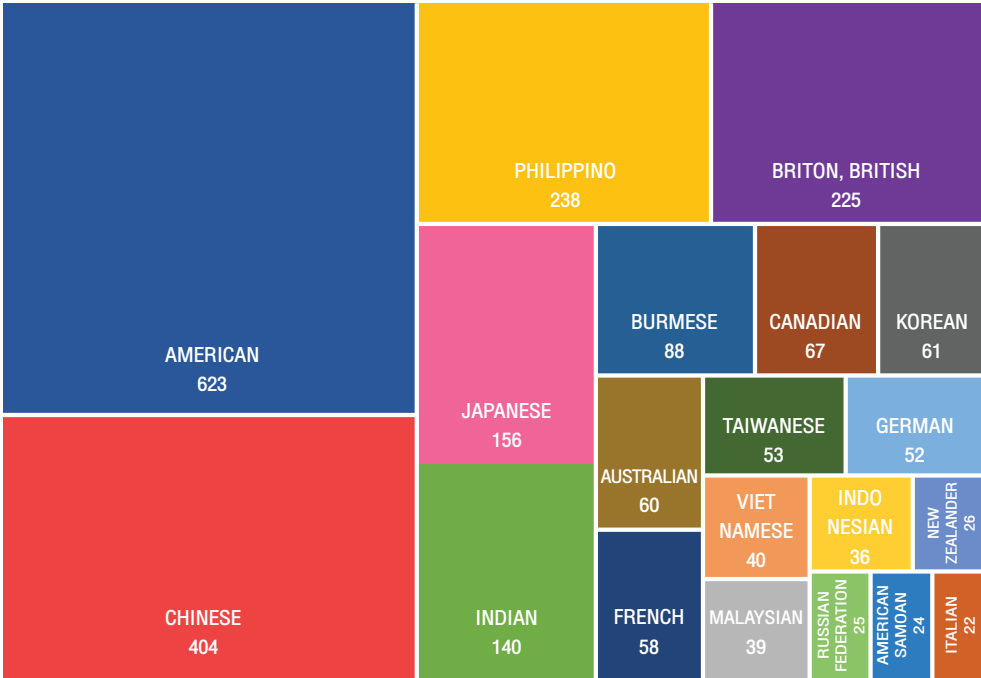 AMERICAN
623
CHINESE
404
PHILIPPINO
238
BRITON, BRITISH
225
JAPANESE
156
INDIAN
140
BURMESE
88
CANADIAN
67
KOREAN
61
AUSTRALIAN
60
FRENCH
58
TAIWANESE
53
GERMAN
52
VIET
NAMESE
40
MALAYSIAN
39
INDO
NESIAN
36
NEW
ZEALANDER
26
RUSSIAN
FEDERATION
25
AMERICAN
SAMOAN
24
ITALIAN
22